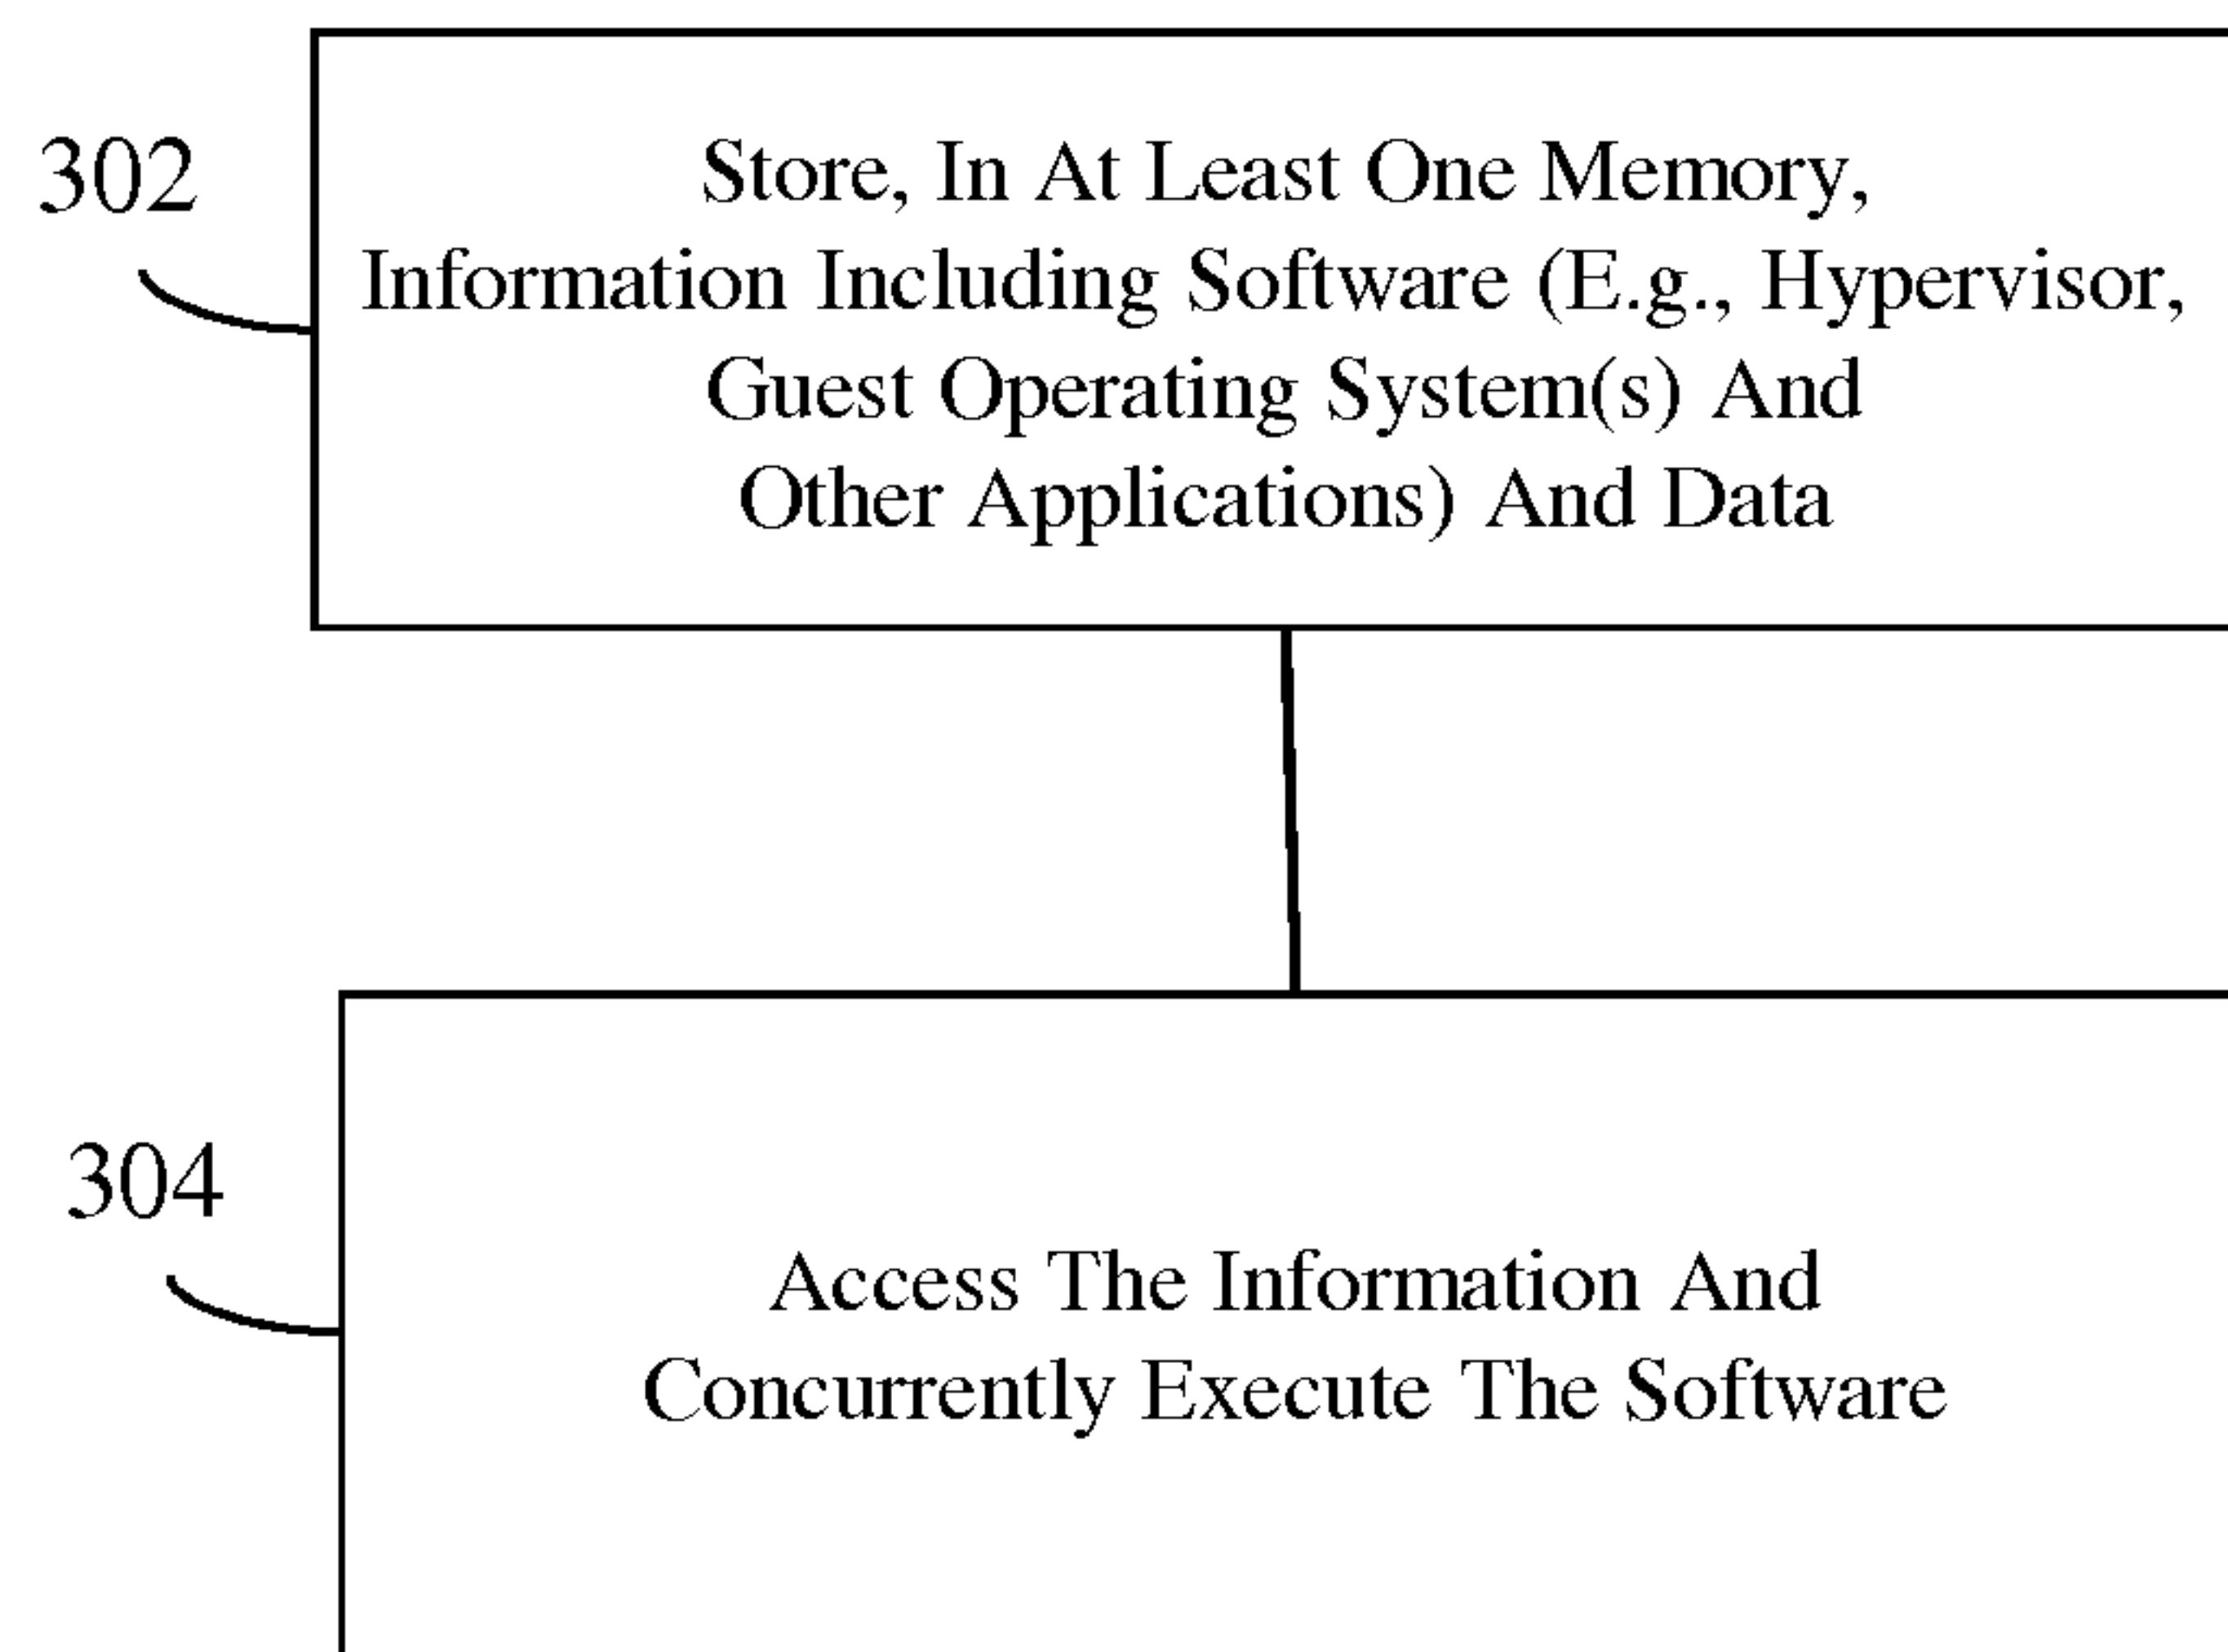 302
Store, In At Least One Memory,
Information Including Software (E.g., Hypervisor,
Guest Operating System(s) And
Other Applications) And Data
304
Access The Information And
Concurrently Execute The Software